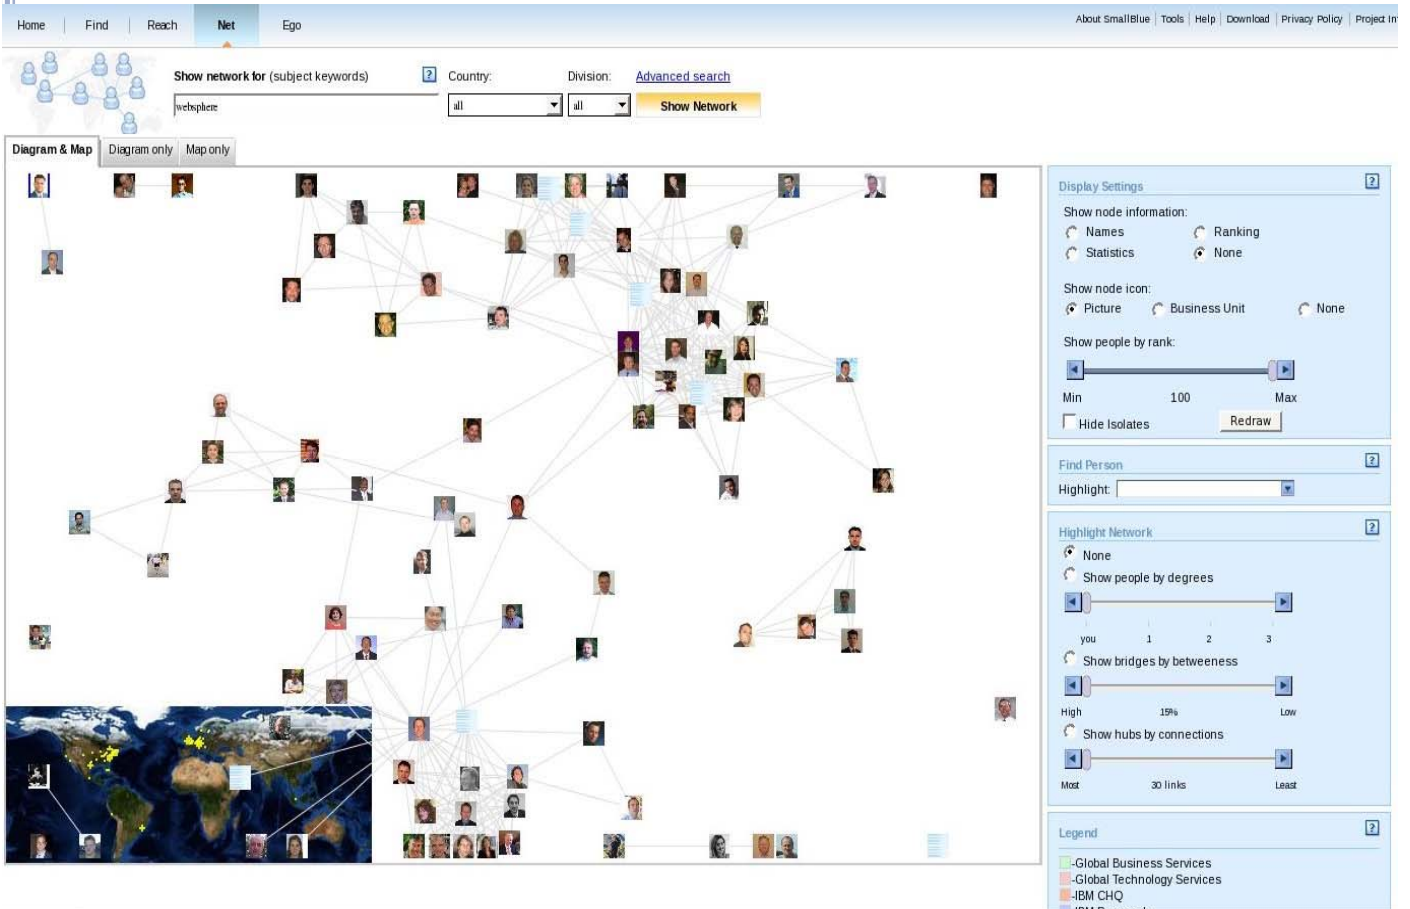 Home Find Reach Net Ego
About SmallBlue Tools Help Download Privacy Policy Project In
Show network for (subject keywords) ? Country: Division: Advanced search
websphere all all Show Network
Diagram & Map Diagram only Map only
Display Settings ?
Show node information:
Names Ranking
Statistics None
Show node icon:
Picture Business Unit None
Show people by rank:
Min 100 Max
Hide Isolates Redraw
Find Person ?
Highlight:
Highlight Network ?
None
Show people by degrees
you 1 2 3
Show bridges by betweeness
High 15% Low
Show hubs by connections
Most 30 links Least
Legend ?
-Global Business Services
-Global Technology Services
-IBM CHQ